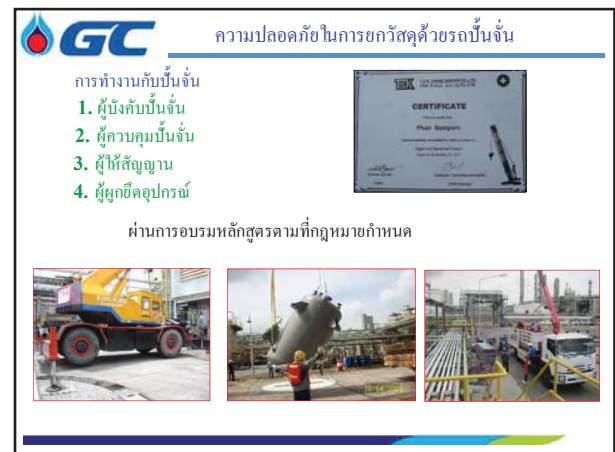 GC
ความปลอดภัยในการยกวัสดุด้วยรถปั้นจั่น
การทำงานกับปั้นจั่น
1. ผู้บังคับปั้นจั่น
2. ผู้ควบคุมปั้นจั่น
3. ผู้ให้สัญญาณ
4. ผู้ผูกยึดอุปกรณ์
CERTIFICATE
ผ่านการอบรมหลักสูตรตามที่กฎหมายกำหนด